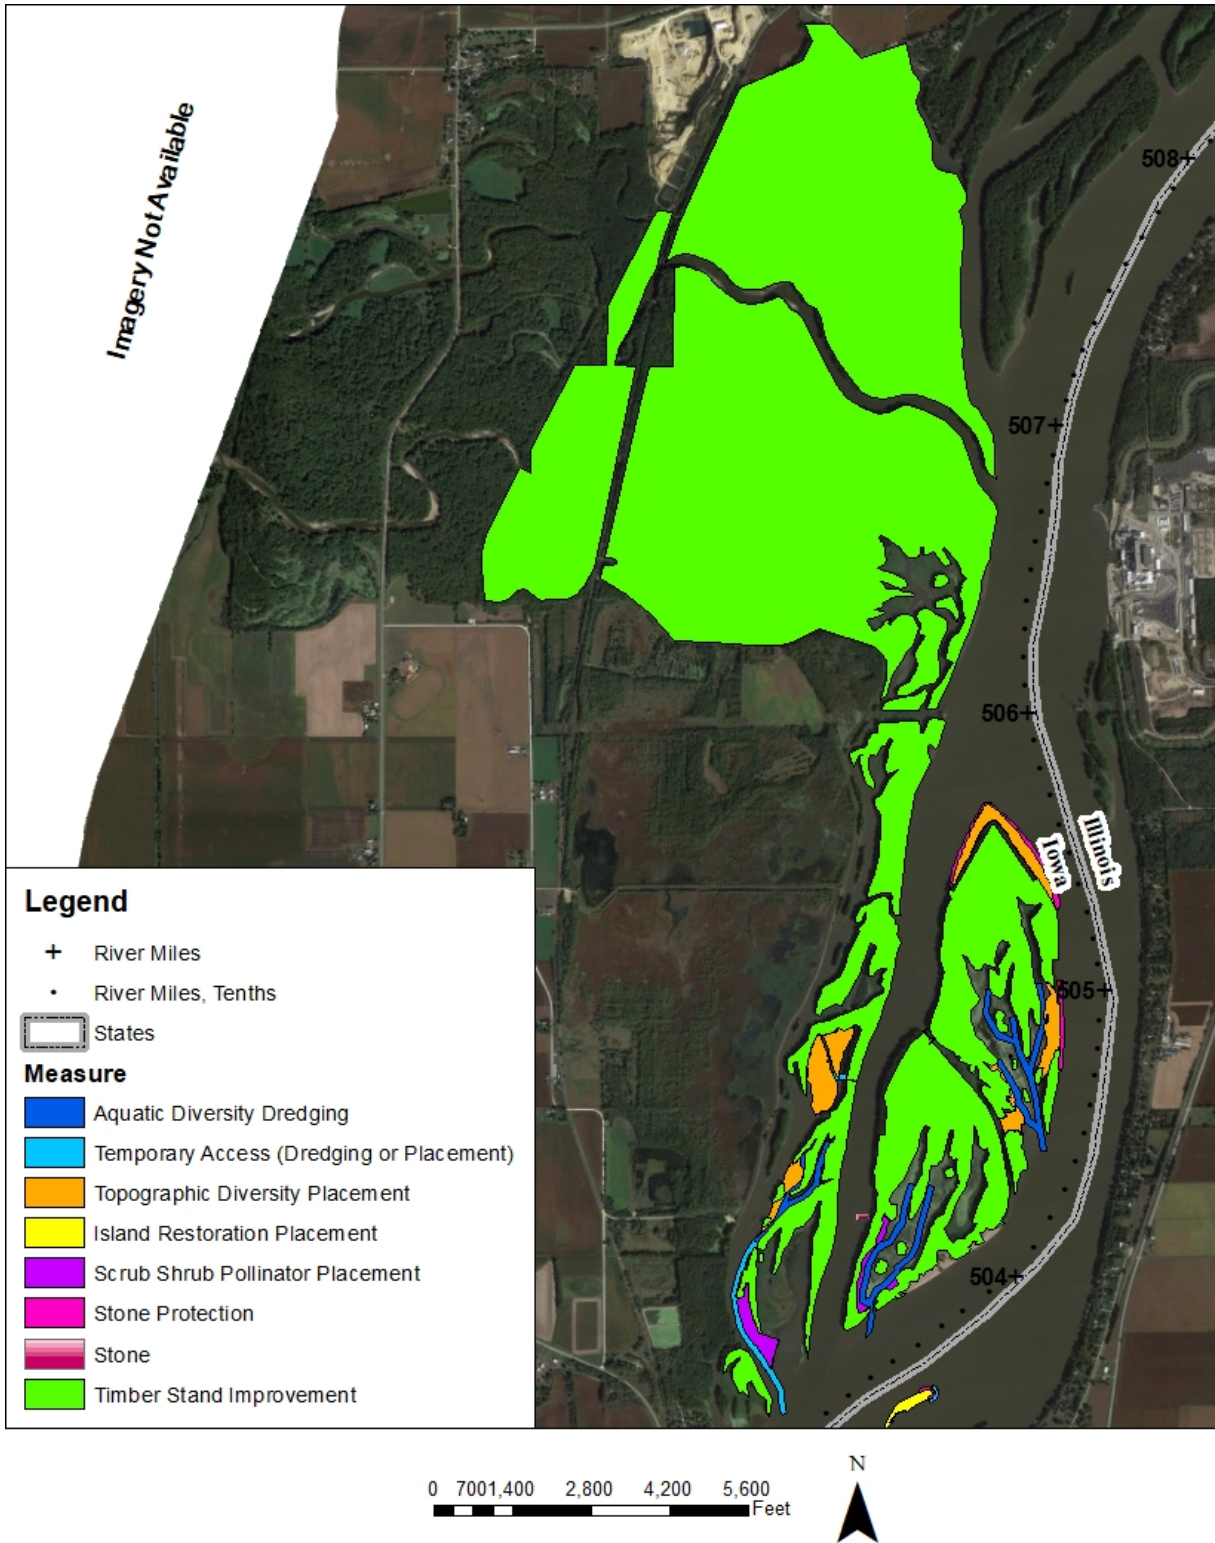 Imagery Not Available
508+
507+
506+
Illinois
Iowa
505+
504+
Legend
+ River Miles
· River Miles, Tenths
States
Measure
Aquatic Diversity Dredging
Temporary Access (Dredging or Placement)
Topographic Diversity Placement
Island Restoration Placement
Scrub Shrub Pollinator Placement
Stone Protection
Stone
Timber Stand Improvement
N
0 7001,400 2,800 4,200 5,600
Feet